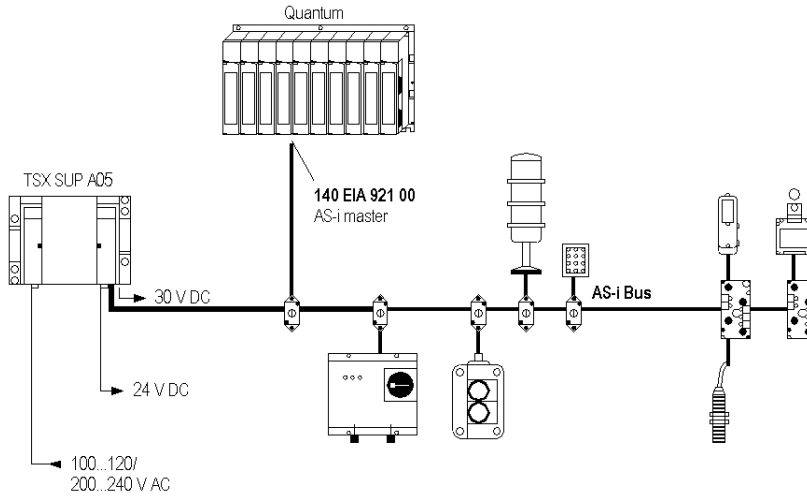 Quantum
TSX SUP A05
140 EIA 921 00
AS-i master
30 V DC
AS-i Bus
24 V DC
100...120/
200...240 V AC